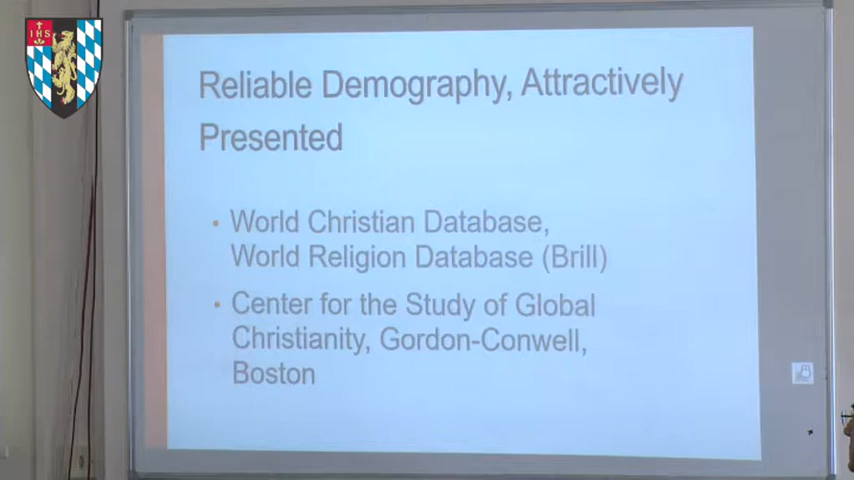 IHS
Reliable Demography, Attractively
Presented
• World Christian Database,
World Religion Database (Brill)
• Center for the Study of Global
Christianity, Gordon-Conwell,
Boston